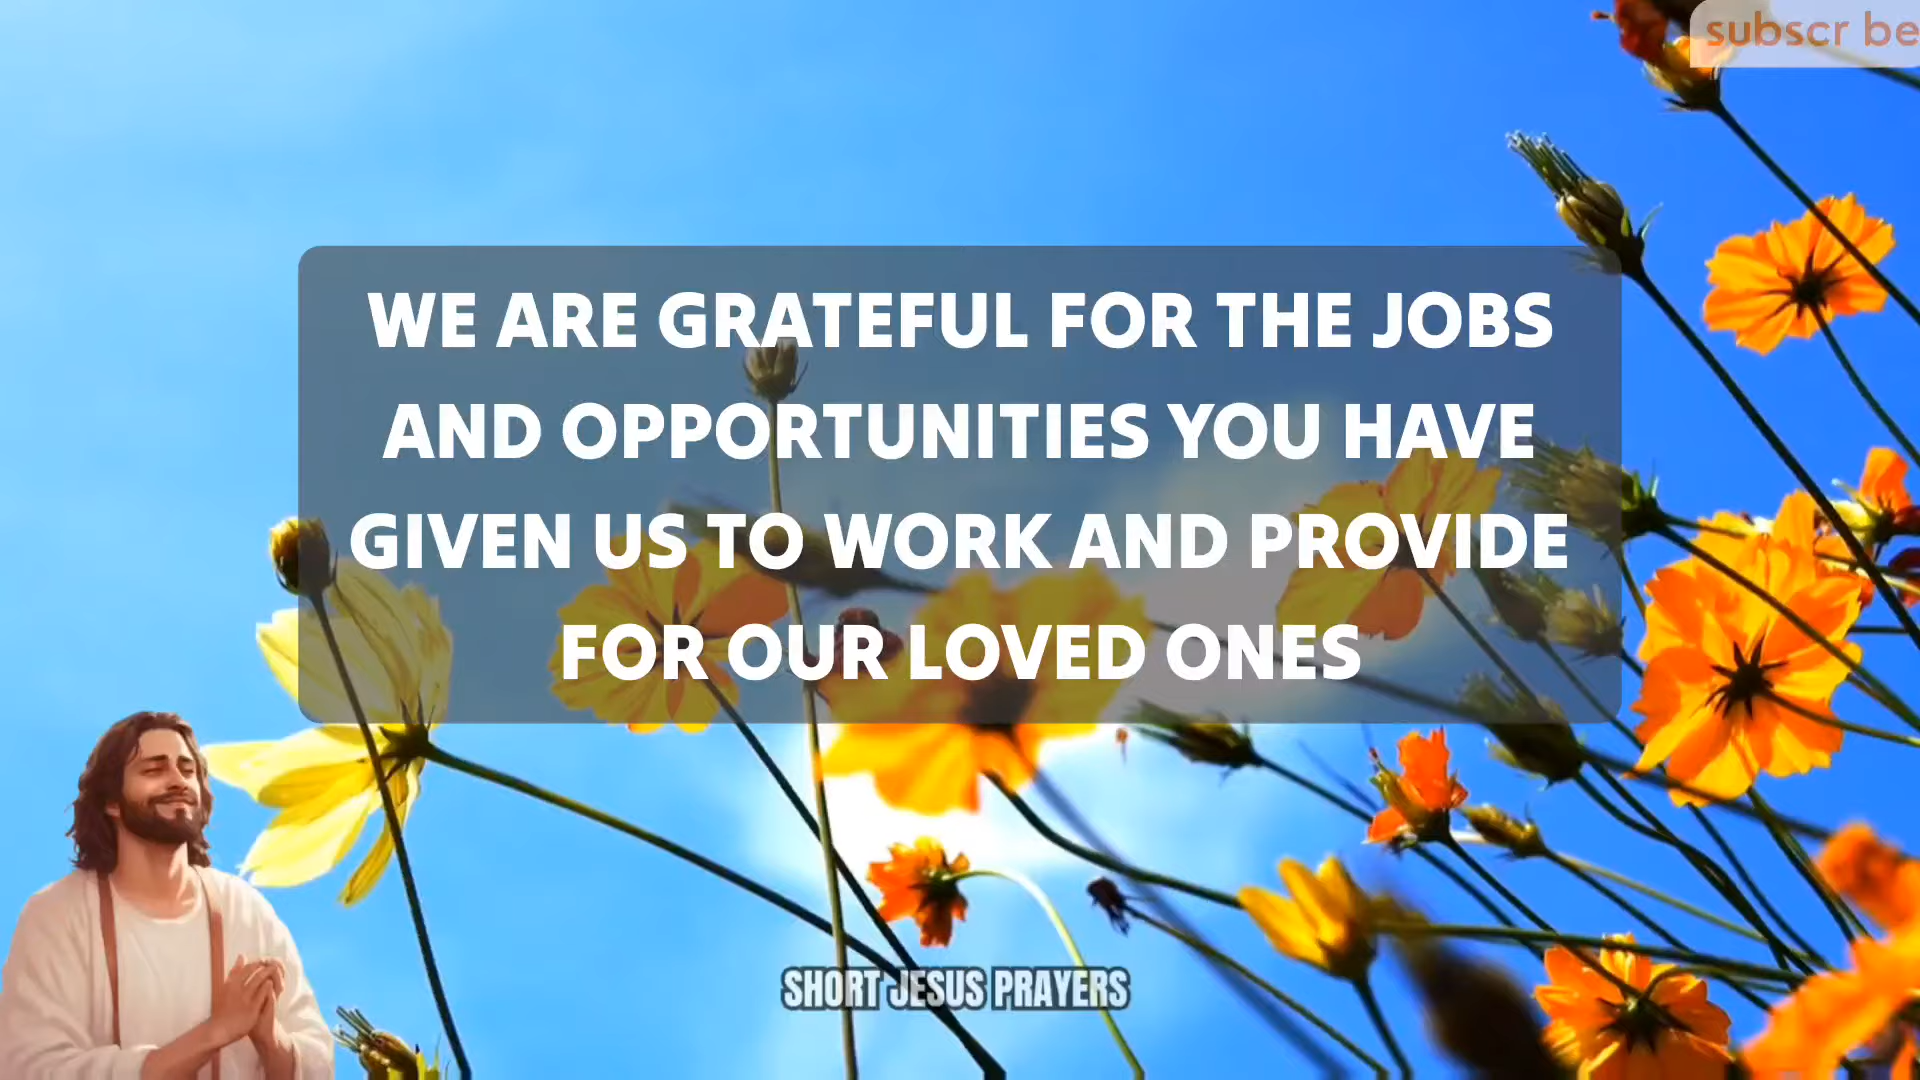 subscr be
WE ARE GRATEFUL FOR THE JOBS
AND OPPORTUNITIES YOU HAVE
GIVEN US TO WORK AND PROVIDE
FOR OUR LOVED ONES
SHORT JESUS PRAYERS